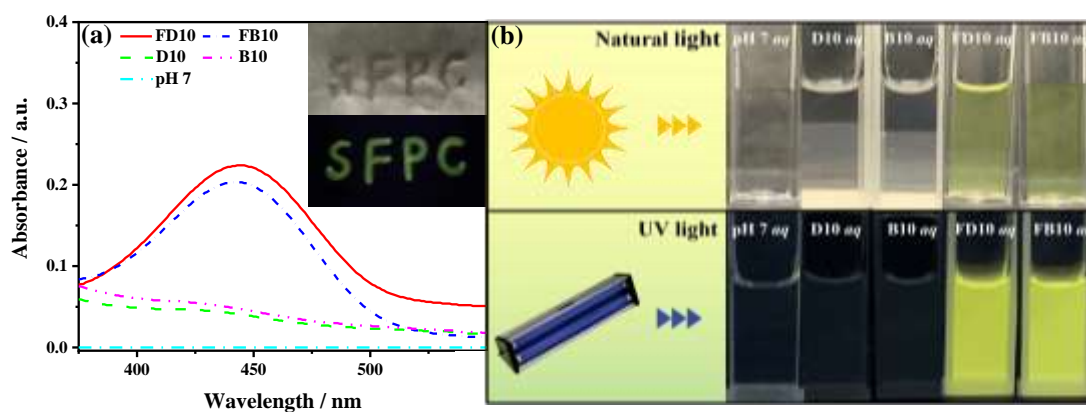 (a)
FD10
FB10
D10
B10
pH 7
SFPC
SFPC
0.4
0.3
0.2
0.1
0.0
Absorbance / a.u.
400
450
500
Wavelength / nm
(b)
Natural light
pH 7 aq
D10 aq
B10 aq
FD10 aq
FB10 aq
UV light
pH 7 aq
D10 aq
B10 aq
FD10 aq
FB10 aq